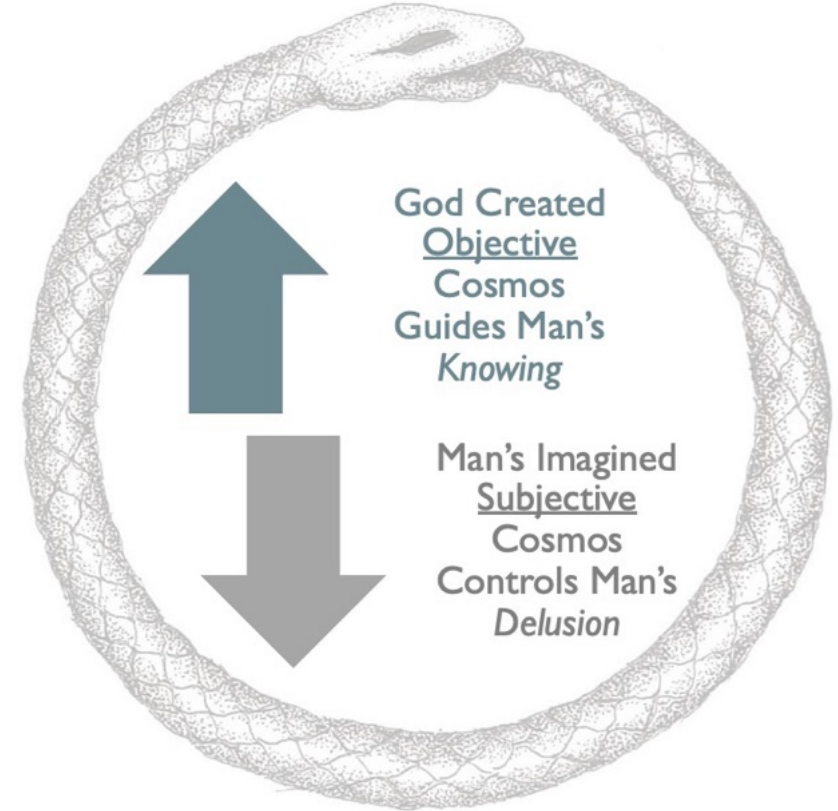 God Created
Objective
Cosmos
Guides Man’s
Knowing
Man’s Imagined
Subjective
Cosmos
Controls Man’s
Delusion